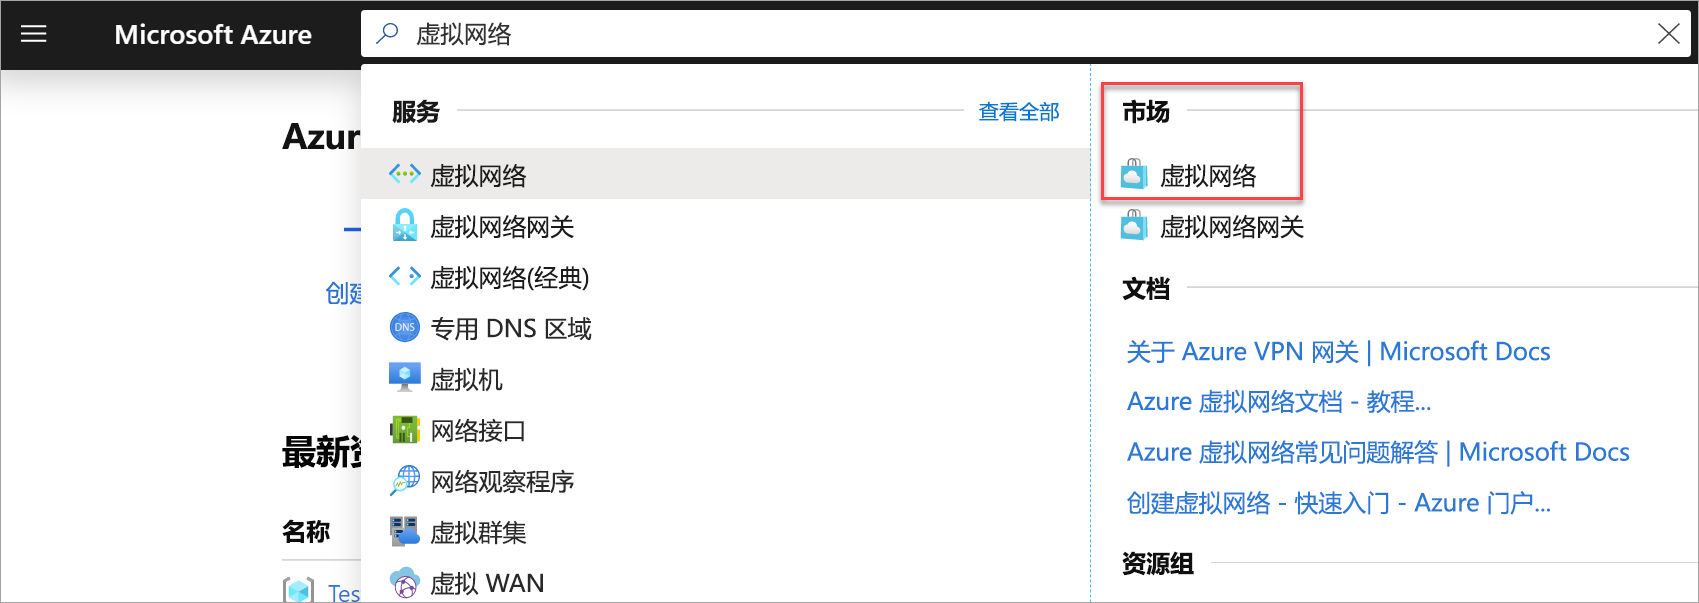 Microsoft Azure
虚拟网络
Azur
创建
最新资
名称
Tes
服务
查看全部
虚拟网络
虚拟网络网关
虚拟网络(经典)
DNS
专用 DNS 区域
虚拟机
网络接口
网络观察程序
虚拟群集
虚拟 WAN
市场
虚拟网络
虚拟网络网关
文档
关于 Azure VPN 网关 | Microsoft Docs
Azure 虚拟网络文档 - 教程...
Azure 虚拟网络常见问题解答 | Microsoft Docs
创建虚拟网络 - 快速入门 - Azure 门户...
资源组